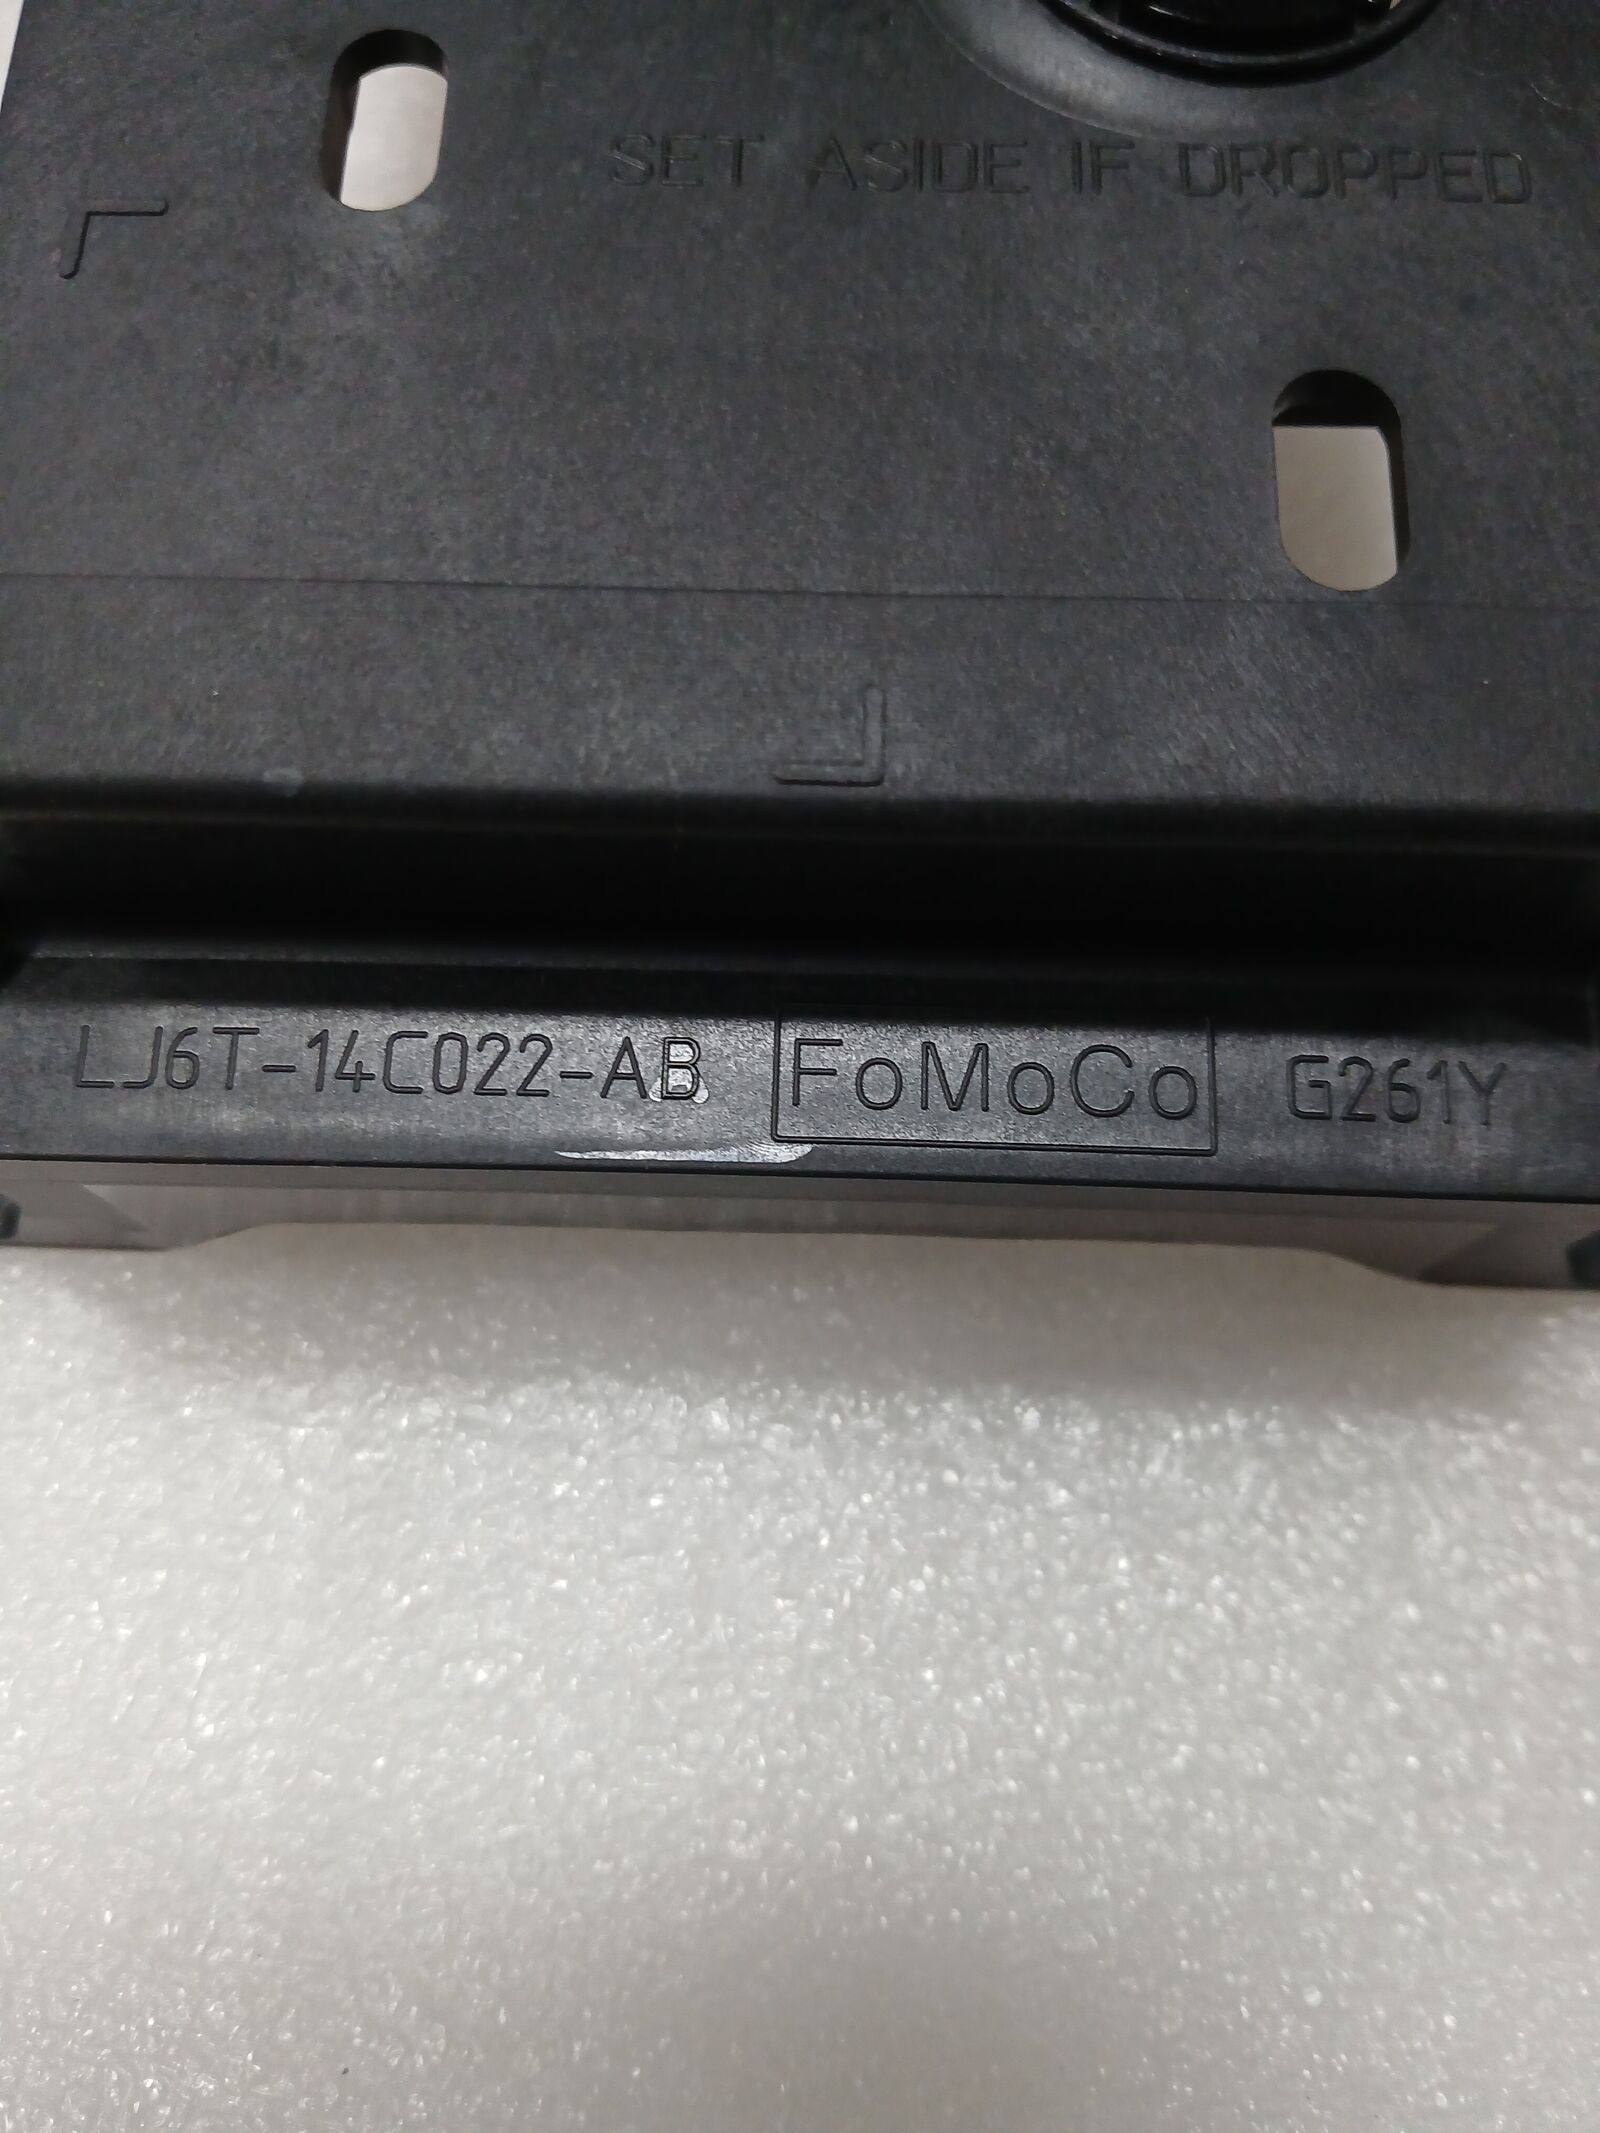 SET ASIDE IF DROPPED
LJ6T-14C022-AB FoMoCo G261Y